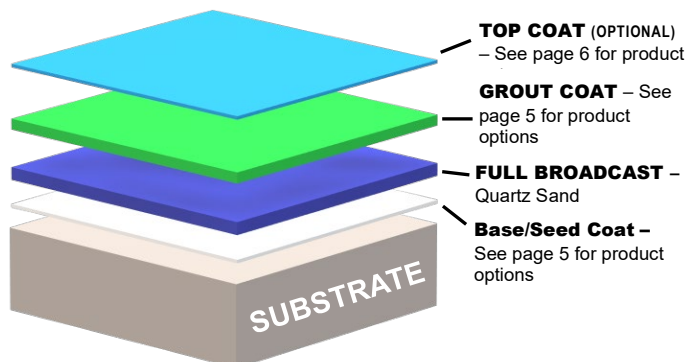 TOP COAT (OPTIONAL)
– See page 6 for product
GROUT COAT – See
page 5 for product
options
FULL BROADCAST –
Quartz Sand
Base/Seed Coat –
See page 5 for product
options
SUBSTRATE